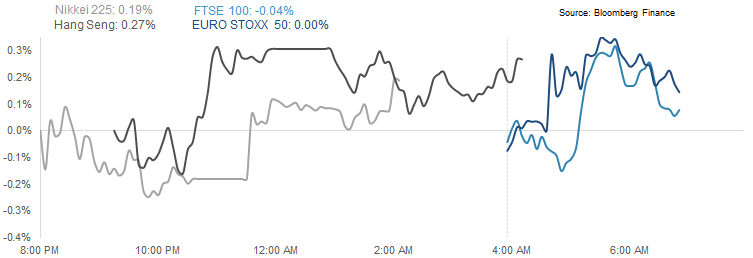 Nikkei 225: 0.19% FTSE 100: -0.04% Source: Bloomberg Finance
Hang Seng: 0.27% EURO STOXX 50: 0.00%
0.3%
0.2%
0.1%
0.0%
-0.1%
-0.2%
-0.3%
-0.4%
8:00 PM 10:00 PM 12:00 AM 2:00 AM 4:00 AM 6:00 AM